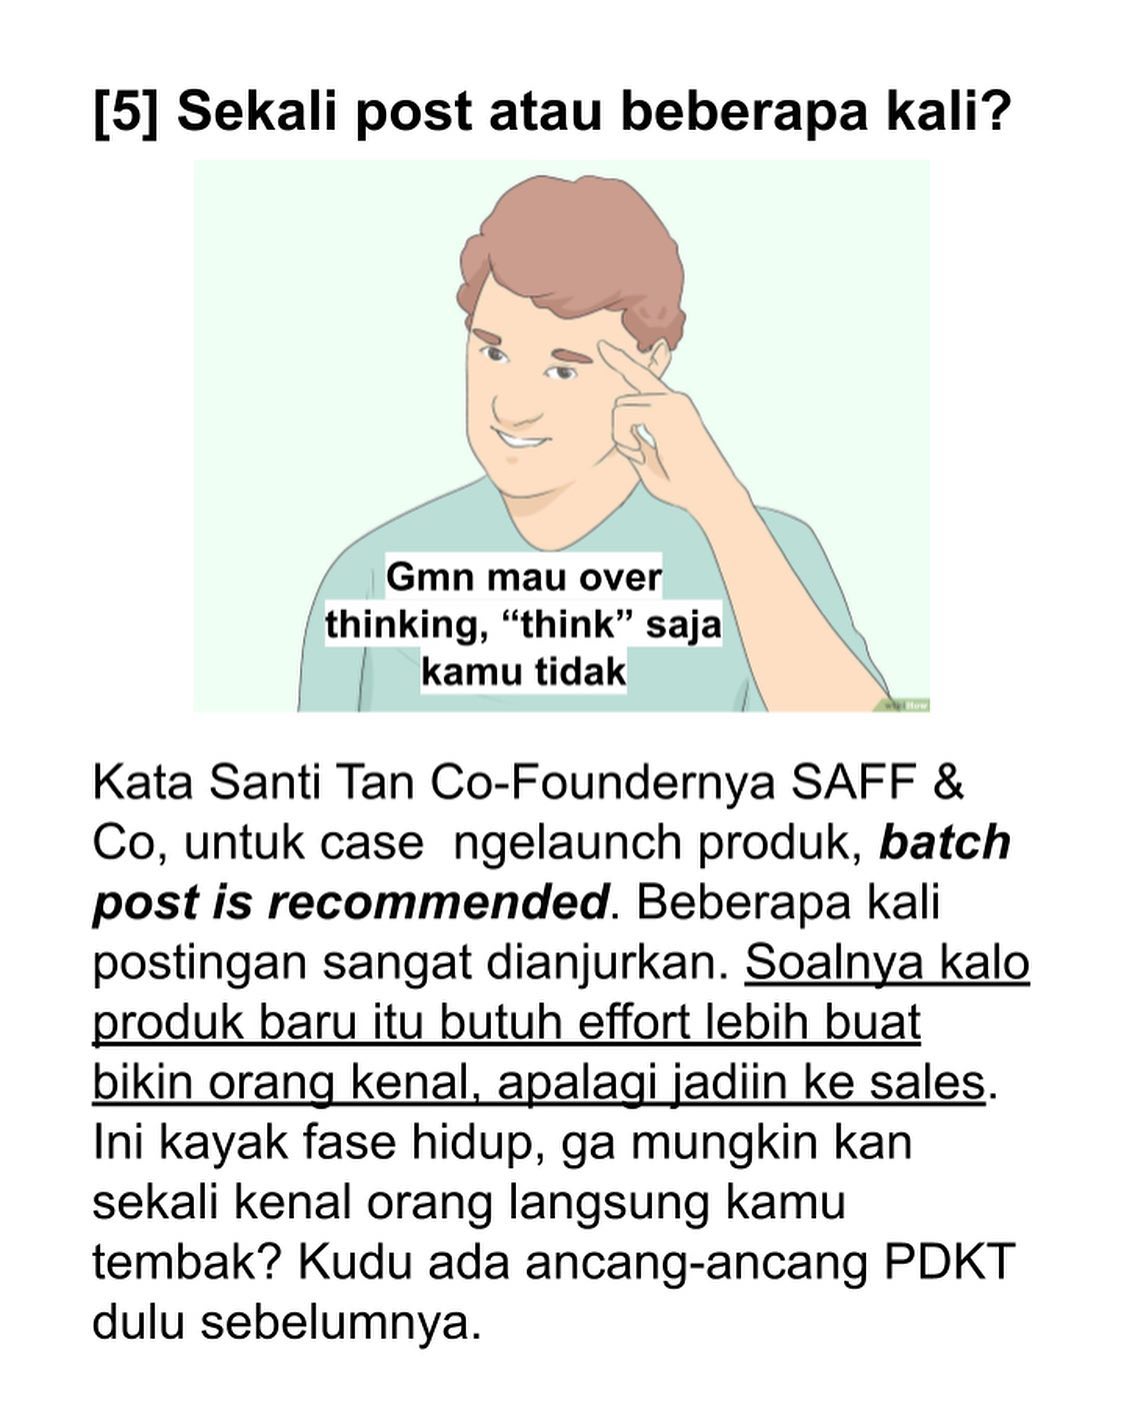 [5] Sekali post atau beberapa kali?
Gmn mau over
thinking, “think” saja
kamu tidak
wikiHow
Kata Santi Tan Co-Foundernya SAFF &
Co, untuk case  ngelaunch produk, batch
post is recommended. Beberapa kali
postingan sangat dianjurkan. Soalnya kalo
produk baru itu butuh effort lebih buat
bikin orang kenal, apalagi jadiin ke sales.
Ini kayak fase hidup, ga mungkin kan
sekali kenal orang langsung kamu
tembak? Kudu ada ancang-ancang PDKT
dulu sebelumnya.